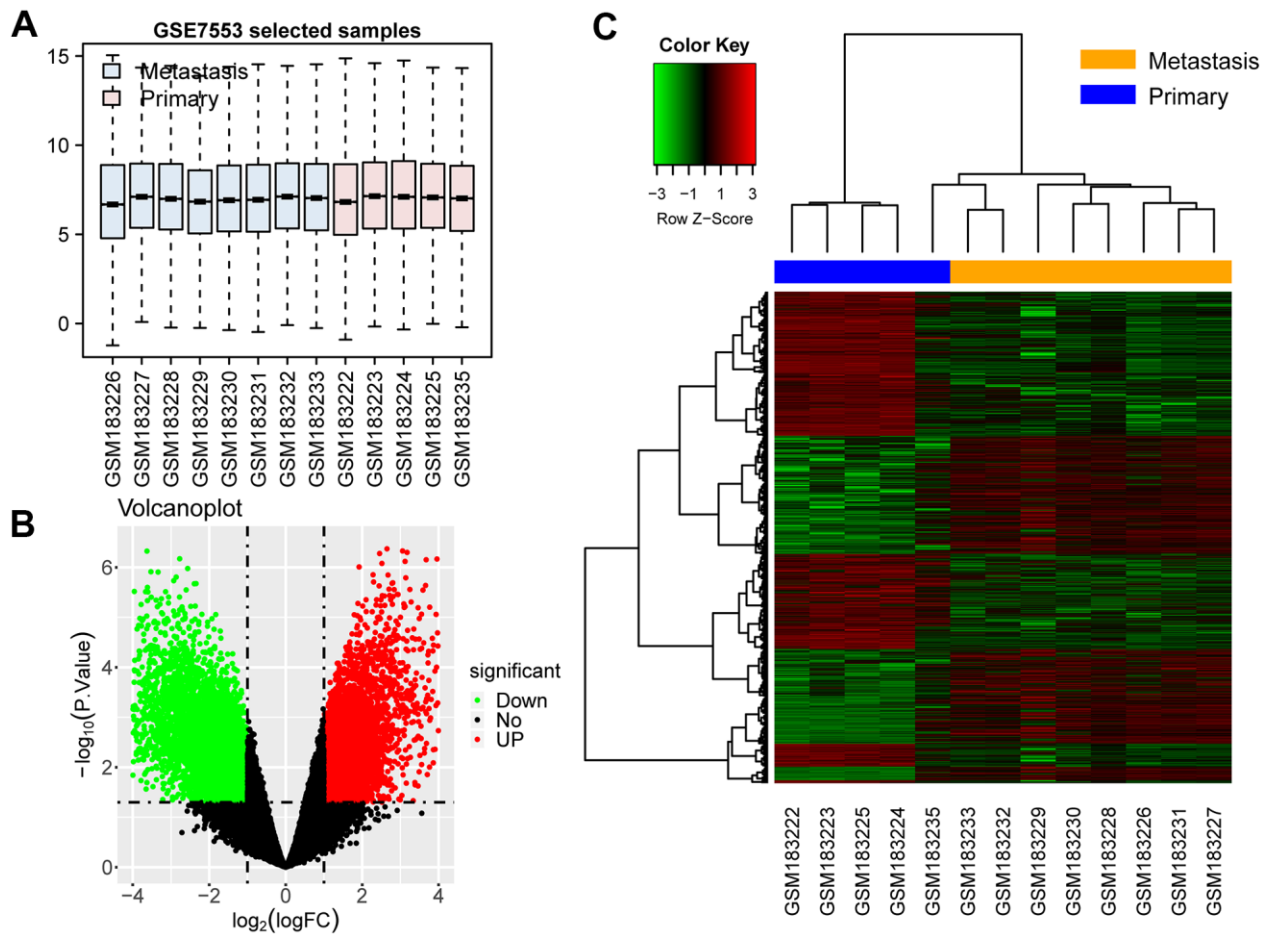 A
GSE7553 selected samples
15
10
5
0
Metastasis
Primary
GSM183226
GSM183227
GSM183228
GSM183229
GSM183230
GSM183231
GSM183232
GSM183233
GSM183222
GSM183223
GSM183224
GSM183225
GSM183235
B
Volcanoplot
−log10(P.Value)
6
4
2
0
−4
−2
0
2
4
log2(logFC)
significant
Down
No
UP
C
Color Key
−3 −1 1 3
Row Z−Score
Metastasis
Primary
GSM183222
GSM183223
GSM183225
GSM183224
GSM183235
GSM183233
GSM183232
GSM183229
GSM183230
GSM183228
GSM183226
GSM183231
GSM183227